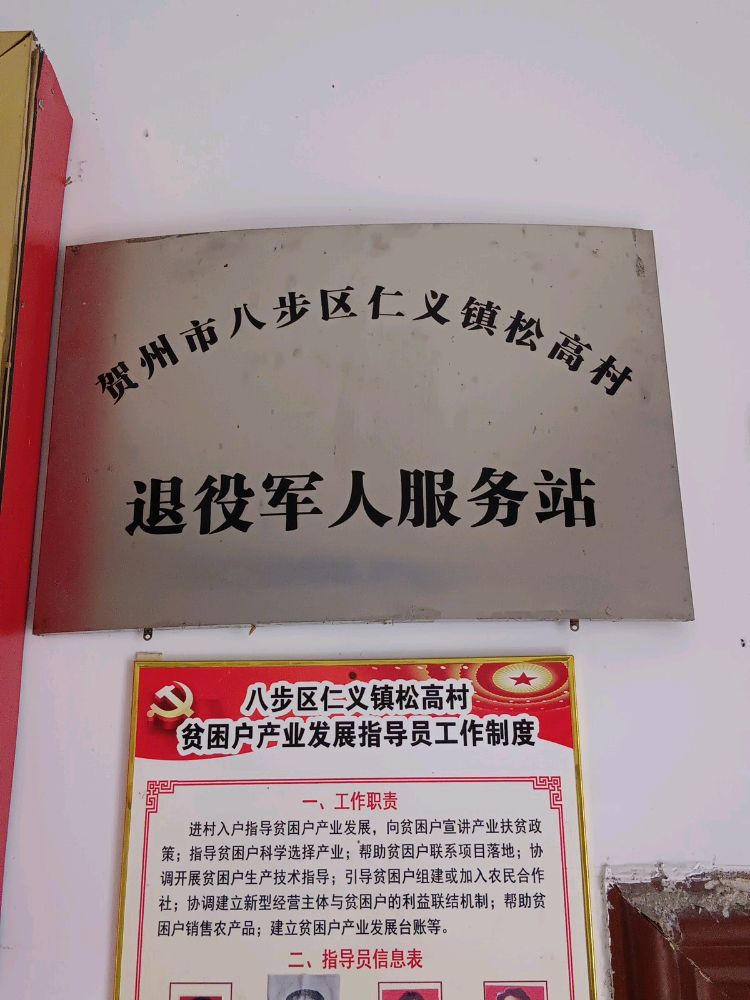 贺州市八步区仁义镇松高村
退役军人服务站
八步区仁义镇松高村
贫困户产业发展指导员工作制度
一、工作职责
进村入户指导贫困户产业发展，向贫困户宣讲产业扶贫政
策；指导贫困户科学选择产业；帮助贫困户联系项目落地；协
调开展贫困户生产技术指导；引导贫困户组建或加入农民合作
社；协调建立新型经营主体与贫困户的利益联结机制；帮助贫
困户销售农产品；建立贫困户产业发展台账等。
二、指导员信息表